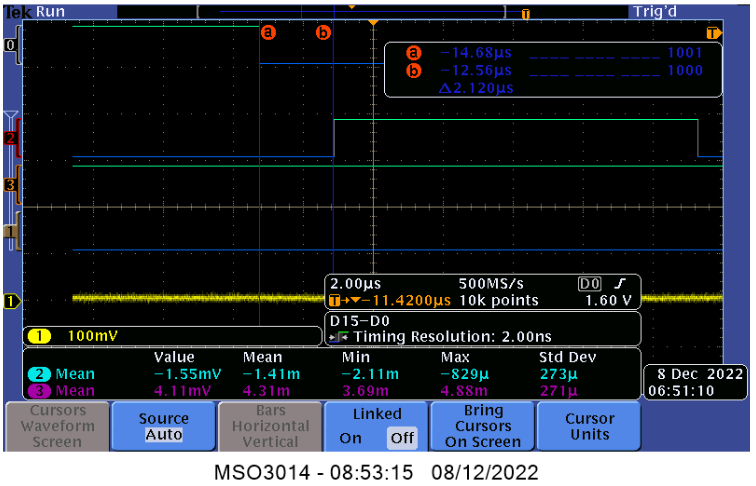 Tek Run Trig'd
a b
0
a −14.68µs ____ ____ ____ 1001
b −12.56µs ____ ____ ____ 1000
Δ2.120µs
2
3
1
2.00µs 500MS/s D0
T→▼−11.4200µs 10k points 1.60 V
1
D15−D0
Timing Resolution: 2.00ns
1 100mV
Value Mean Min Max Std Dev
2 Mean −1.55mV −1.41m −2.11m −829µ 273µ
3 Mean 4.11mV 4.31m 3.69m 4.88m 271µ
8 Dec 2022
06:51:10
Cursors
Waveform
Screen
Source
Auto
Bars
Horizontal
Vertical
Linked
On Off
Bring
Cursors
On Screen
Cursor
Units
MSO3014 - 08:53:15 08/12/2022